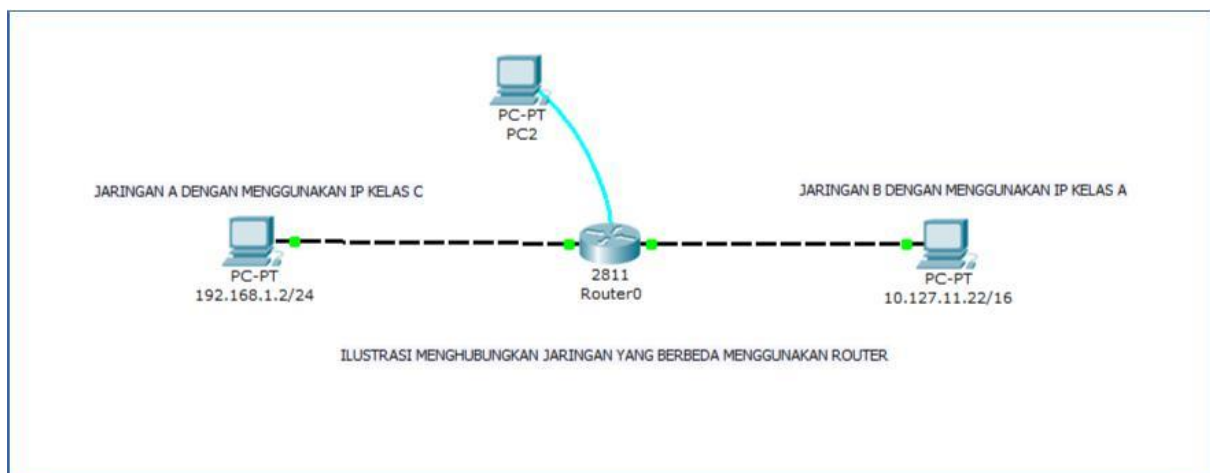 PC-PT
PC2
JARINGAN A DENGAN MENGGUNAKAN IP KELAS C
JARINGAN B DENGAN MENGGUNAKAN IP KELAS A
PC-PT
192.168.1.2/24
2811
Router0
PC-PT
10.127.11.22/16
ILUSTRASI MENGHUBUNGKAN JARINGAN YANG BERBEDA MENGGUNAKAN ROUTER